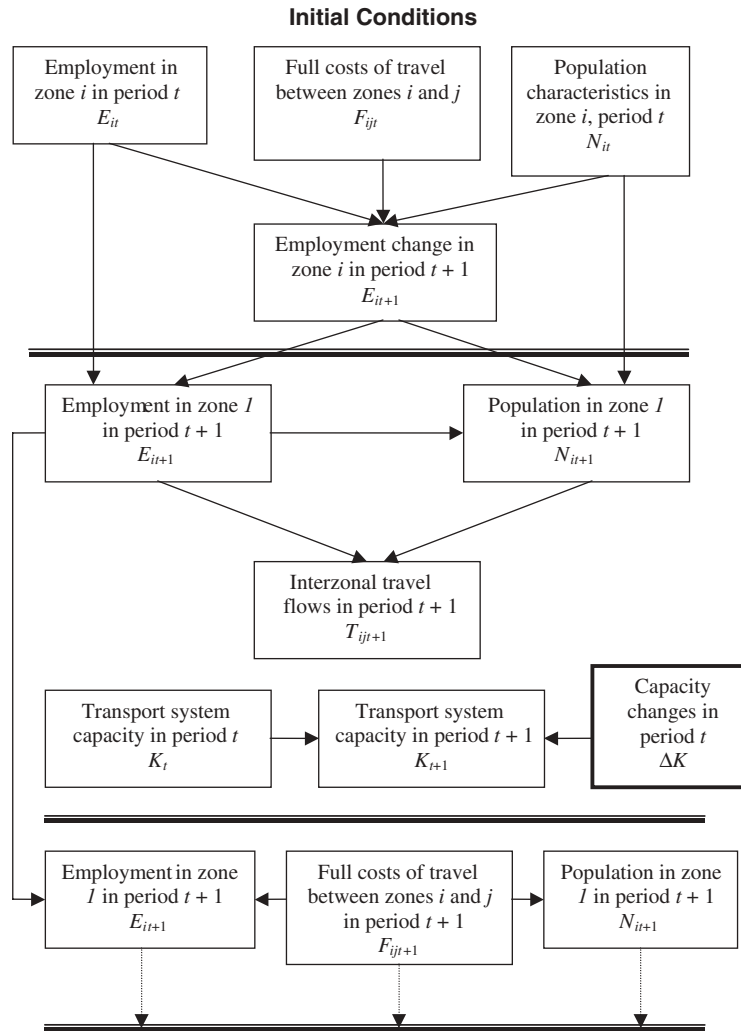 Initial Conditions
Employment in
zone i in period t
E_it
Full costs of travel
between zones i and j
F_ijt
Population
characteristics in
zone i, period t
N_it
Employment change in
zone i in period t + 1
E_it+1
Employment in zone 1
in period t + 1
E_it+1
Population in zone 1
in period t + 1
N_it+1
Interzonal travel
flows in period t + 1
T_ijt+1
Transport system
capacity in period t
K_t
Transport system
capacity in period t + 1
K_t+1
Capacity
changes in
period t
ΔK
Employment in zone
1 in period t + 1
E_it+1
Full costs of travel
between zones i and j
in period t + 1
F_ijt+1
Population in zone
1 in period t + 1
N_it+1